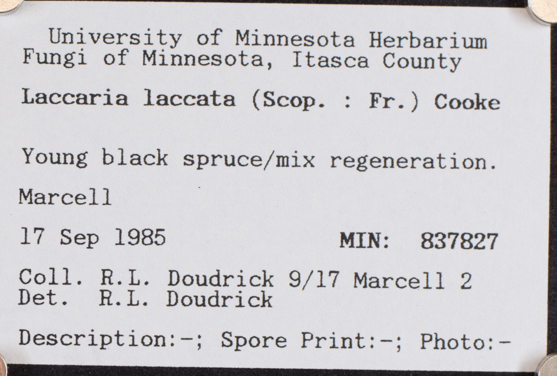 University of Minnesota Herbarium
Fungi of Minnesota, Itasca County
Laccaria laccata (Scop. : Fr.) Cooke
Young black spruce/mix regeneration.
Marcell
17 Sep 1985 MIN: 837827
Coll. R.L. Doudrick 9/17 Marcell 2
Det. R.L. Doudrick
Description:-; Spore Print:-; Photo:-